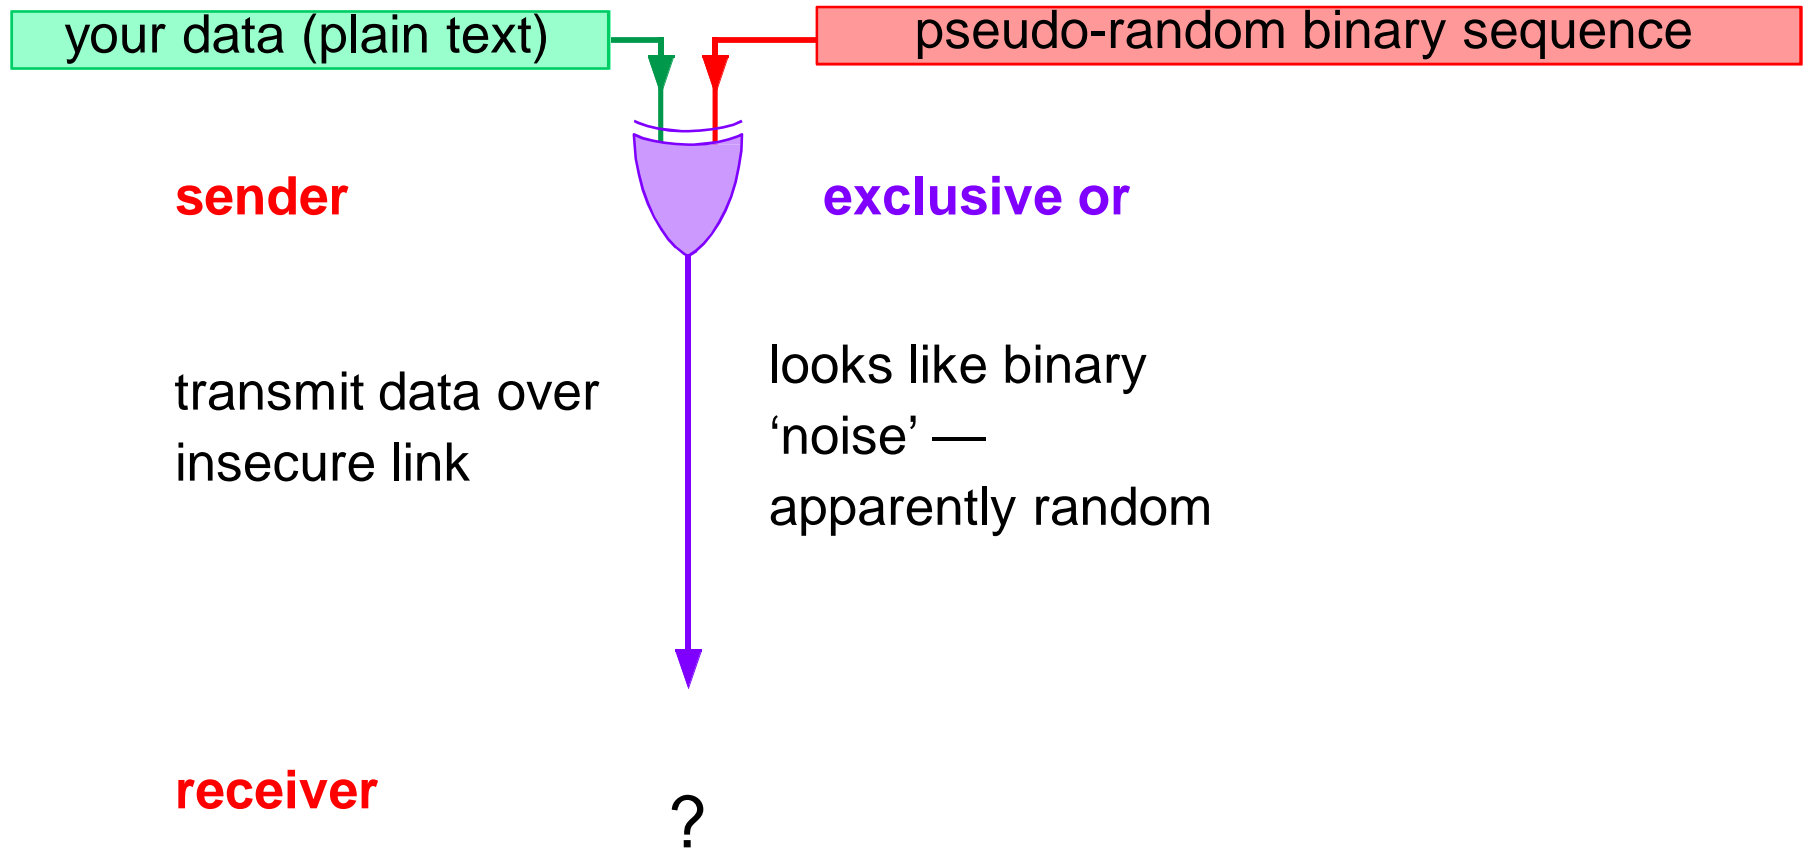 your data (plain text)
pseudo-random binary sequence
sender
exclusive or
transmit data over
insecure link
looks like binary
‘noise’ —
apparently random
receiver
?